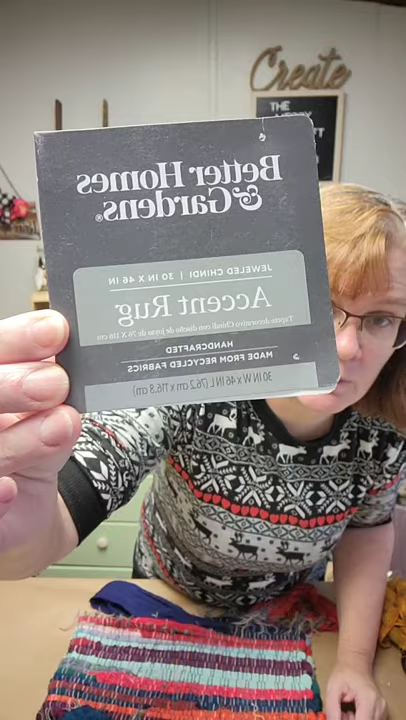 Create
THE
Better Homes
& Gardens®
JEWELED CHINDI | 30 IN X 46 IN
Accent Rug
Tapete decorativo Chindi con diseño de joyas de 76 X 116 cm
HANDCRAFTED
MADE FROM RECYCLED FABRICS
30 IN W x 46 IN L (76.2 cm x 116.8 cm)